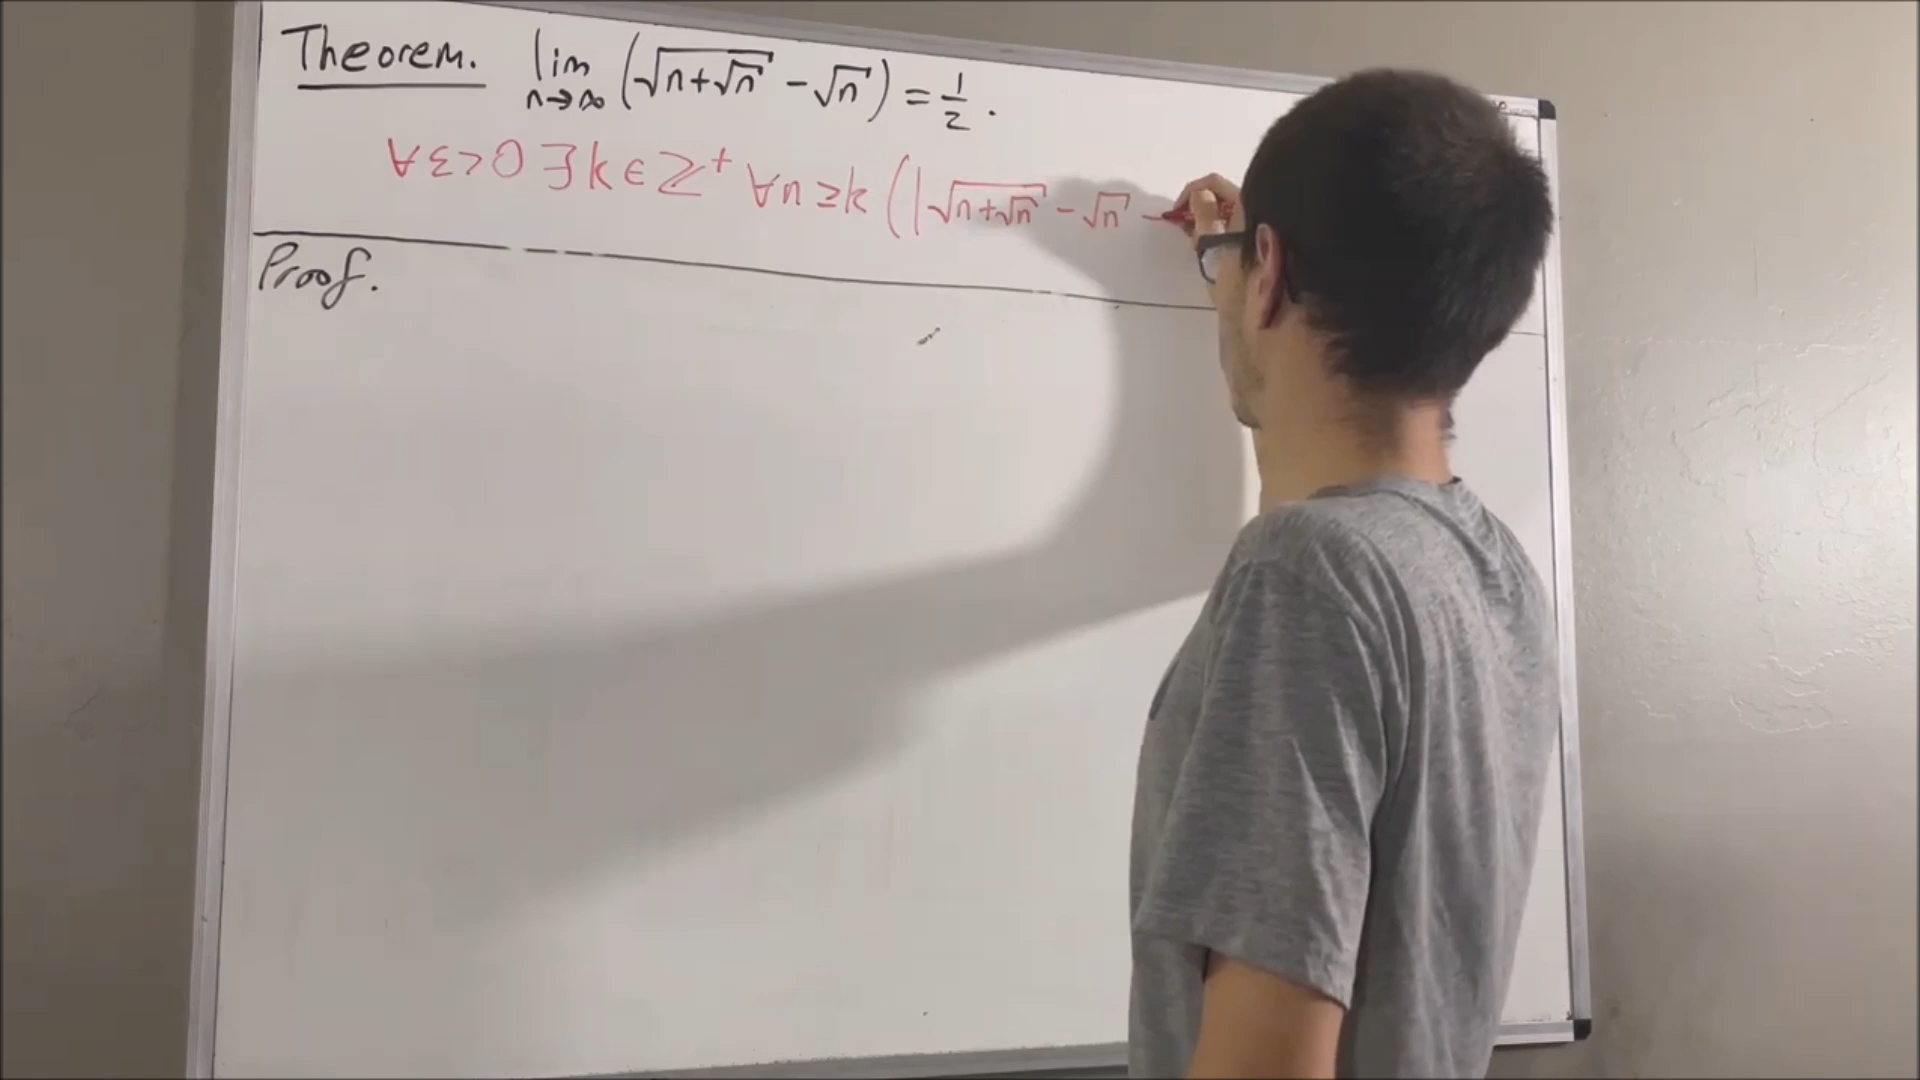 Theorem. lim n→∞ (√(n+√n) - √n) = 1/2.
∀ε>0 ∃k∈ℤ⁺ ∀n≥k (|√(n+√n) - √n -
Proof.